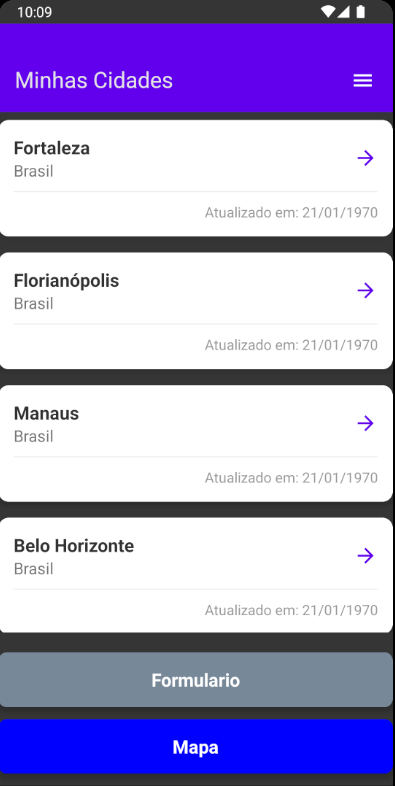 10:09
Minhas Cidades
Fortaleza
Brasil
Atualizado em: 21/01/1970
Florianópolis
Brasil
Atualizado em: 21/01/1970
Manaus
Brasil
Atualizado em: 21/01/1970
Belo Horizonte
Brasil
Atualizado em: 21/01/1970
Formulario
Mapa